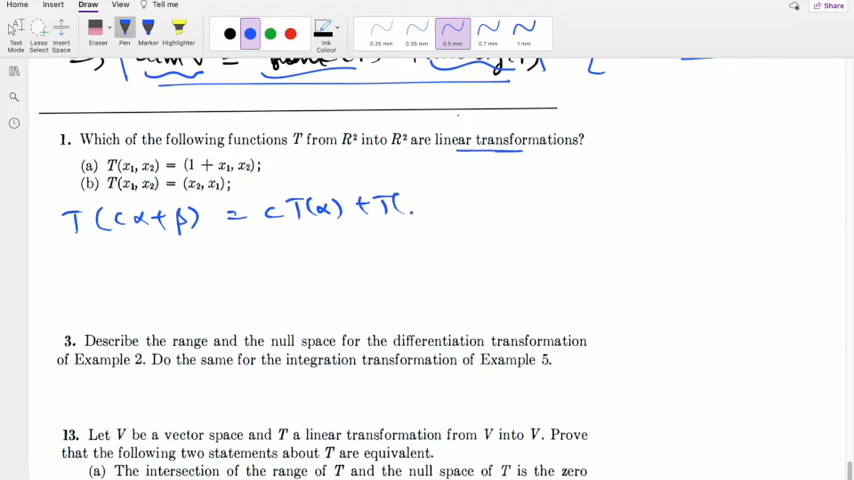 Home Insert Draw View Tell me
Share
Text Mode Lasso Select Insert Space Eraser Pen Marker Highlighter Ink Colour 0.25 mm 0.35 mm 0.5 mm 0.7 mm 1 mm
1. Which of the following functions T from R² into R² are linear transformations?
(a) T(x₁, x₂) = (1 + x₁, x₂);
(b) T(x₁, x₂) = (x₂, x₁);
T(cα+β) = cT(α) + T(
3. Describe the range and the null space for the differentiation transformation
of Example 2. Do the same for the integration transformation of Example 5.
13. Let V be a vector space and T a linear transformation from V into V. Prove
that the following two statements about T are equivalent.
(a) The intersection of the range of T and the null space of T is the zero